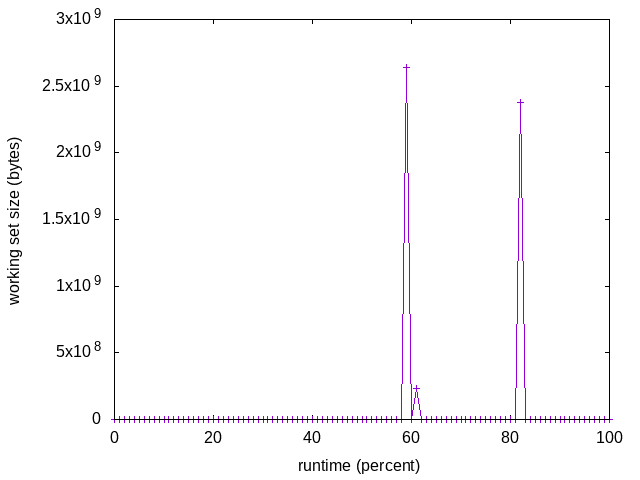 3x10^9
2.5x10^9
2x10^9
1.5x10^9
1x10^9
5x10^8
0
working set size (bytes)
0 20 40 60 80 100
runtime (percent)